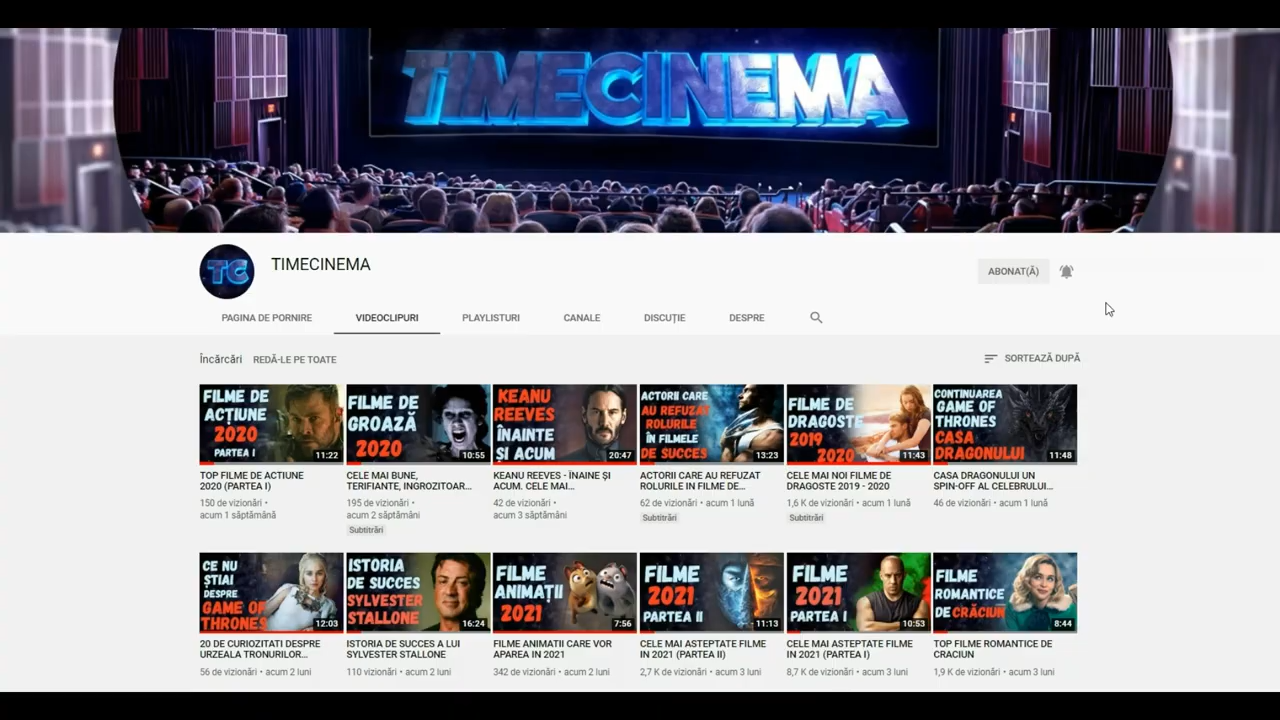 TIMECINEMA
TC
TIMECINEMA
ABONAT(Ă)
PAGINA DE PORNIRE
VIDEOCLIPURI
PLAYLISTURI
CANALE
DISCUȚIE
DESPRE
Încărcări
REDĂ-LE PE TOATE
SORTEAZĂ DUPĂ
FILME DE
ACȚIUNE
2020
PARTEA I
11:22
TOP FILME DE ACTIUNE
2020 (PARTEA I)
150 de vizionări •
acum 1 săptămână
FILME DE
GROAZĂ
2020
10:55
CELE MAI BUNE,
TERIFIANTE, INGROZITOAR...
195 de vizionări •
acum 2 săptămâni
Subtitrări
KEANU
REEVES
ÎNAINTE
ȘI ACUM
20:47
KEANU REEVES - ÎNAINE ȘI
ACUM. CELE MAI...
42 de vizionări •
acum 3 săptămâni
ACTORII CARE
AU REFUZAT
ROLURILE
ÎN FILMELE
DE SUCCES
13:23
ACTORII CARE AU REFUZAT
ROLURILE IN FILME DE...
62 de vizionări • acum 1 lună
Subtitrări
FILME DE
DRAGOSTE
2019
2020
11:43
CELE MAI NOI FILME DE
DRAGOSTE 2019 - 2020
1,6 K de vizionări • acum 1 lună
Subtitrări
CONTINUAREA
GAME OF
THRONES
CASA
DRAGONULUI
11:48
CASA DRAGONULUI UN
SPIN-OFF AL CELEBRULUI...
46 de vizionări • acum 1 lună
CE NU
ȘTIAI
DESPRE
GAME OF
THRONES
12:03
20 DE CURIOZITATI DESPRE
URZEALA TRONURILOR...
56 de vizionări • acum 2 luni
ISTORIA
DE SUCCES
SYLVESTER
STALLONE
16:24
ISTORIA DE SUCCES A LUI
SYLVESTER STALLONE
110 vizionări • acum 2 luni
FILME
ANIMAȚII
2021
7:56
FILME ANIMATII CARE VOR
APAREA IN 2021
342 de vizionări • acum 2 luni
FILME
2021
PARTEA II
11:13
CELE MAI ASTEPTATE FILME
IN 2021 (PARTEA II)
2,7 K de vizionări • acum 3 luni
FILME
2021
PARTEA I
10:53
CELE MAI ASTEPTATE FILME
IN 2021 (PARTEA I)
8,7 K de vizionări • acum 3 luni
FILME
ROMANTICE
DE CRĂCIUN
8:44
TOP FILME ROMANTICE DE
CRACIUN
1,9 K de vizionări • acum 3 luni